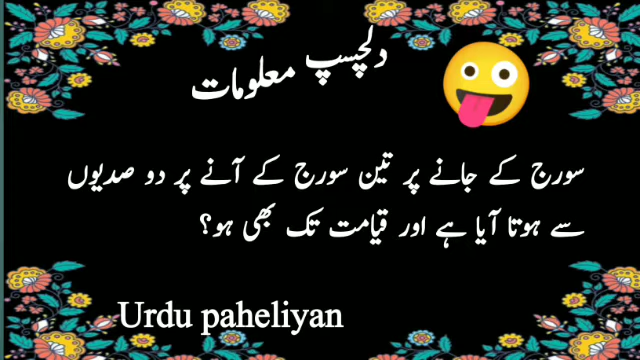 دلچسپ معلومات
سورج کے جانے پر تین سورج کے آنے پر دو صدیوں
سے ہوتا آیا ہے اور قیامت تک بھی ہو؟
Urdu paheliyan